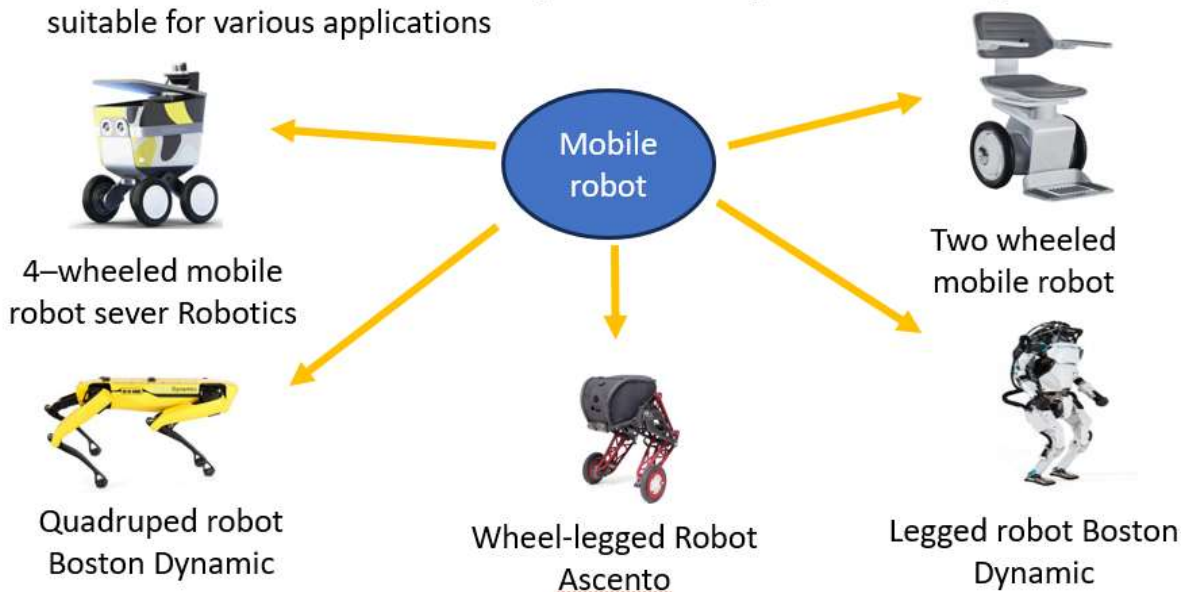 suitable for various applications
Mobile
robot
4–wheeled mobile
robot sever Robotics
Two wheeled
mobile robot
Quadruped robot
Boston Dynamic
Wheel-legged Robot
Ascento
Legged robot Boston
Dynamic